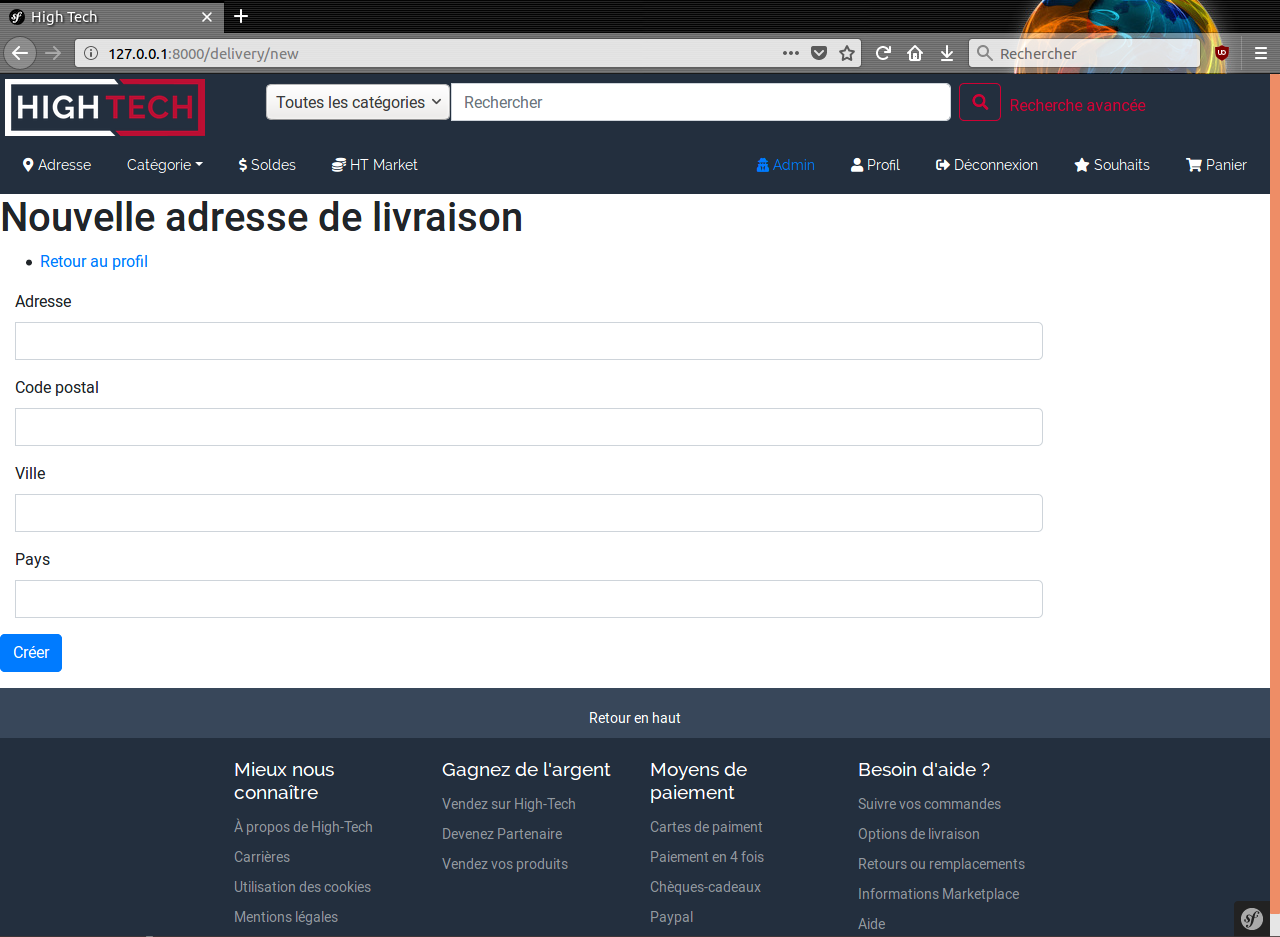 High Tech
127.0.0.1:8000/delivery/new
Rechercher
HIGH TECH
Toutes les catégories
Rechercher
Recherche avancée
Adresse
Catégorie
$ Soldes
HT Market
Admin
Profil
Déconnexion
Souhaits
Panier
Nouvelle adresse de livraison
Retour au profil
Adresse
Code postal
Ville
Pays
Créer
Retour en haut
Mieux nous
connaître
À propos de High-Tech
Carrières
Utilisation des cookies
Mentions légales
Gagnez de l'argent
Vendez sur High-Tech
Devenez Partenaire
Vendez vos produits
Moyens de
paiement
Cartes de paiment
Paiement en 4 fois
Chèques-cadeaux
Paypal
Besoin d'aide ?
Suivre vos commandes
Options de livraison
Retours ou remplacements
Informations Marketplace
Aide